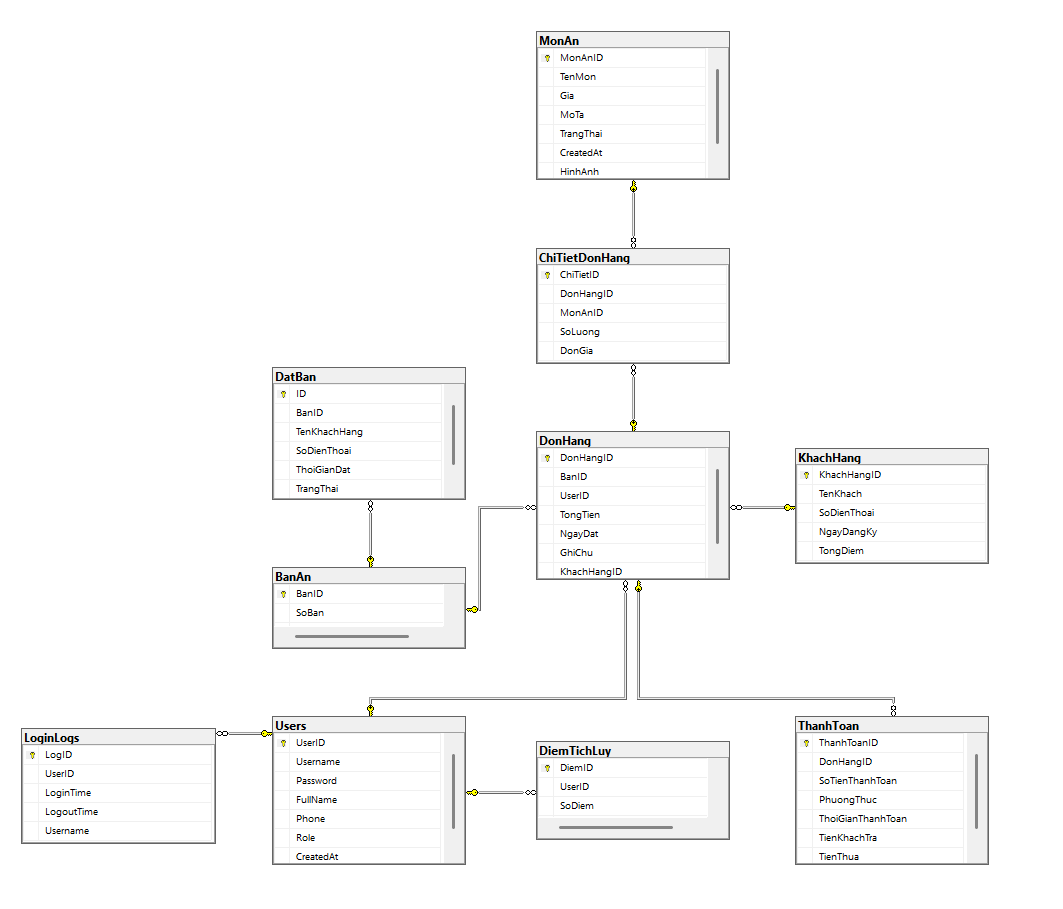 MonAn
MonAnID
TenMon
Gia
MoTa
TrangThai
CreatedAt
HinhAnh
ChiTietDonHang
ChiTietID
DonHangID
MonAnID
SoLuong
DonGia
DatBan
ID
BanID
TenKhachHang
SoDienThoai
ThoiGianDat
TrangThai
DonHang
DonHangID
BanID
UserID
TongTien
NgayDat
GhiChu
KhachHangID
KhachHang
KhachHangID
TenKhach
SoDienThoai
NgayDangKy
TongDiem
BanAn
BanID
SoBan
LoginLogs
LogID
UserID
LoginTime
LogoutTime
Username
Users
UserID
Username
Password
FullName
Phone
Role
CreatedAt
DiemTichLuy
DiemID
UserID
SoDiem
ThanhToan
ThanhToanID
DonHangID
SoTienThanhToan
PhuongThuc
ThoiGianThanhToan
TienKhachTra
TienThua